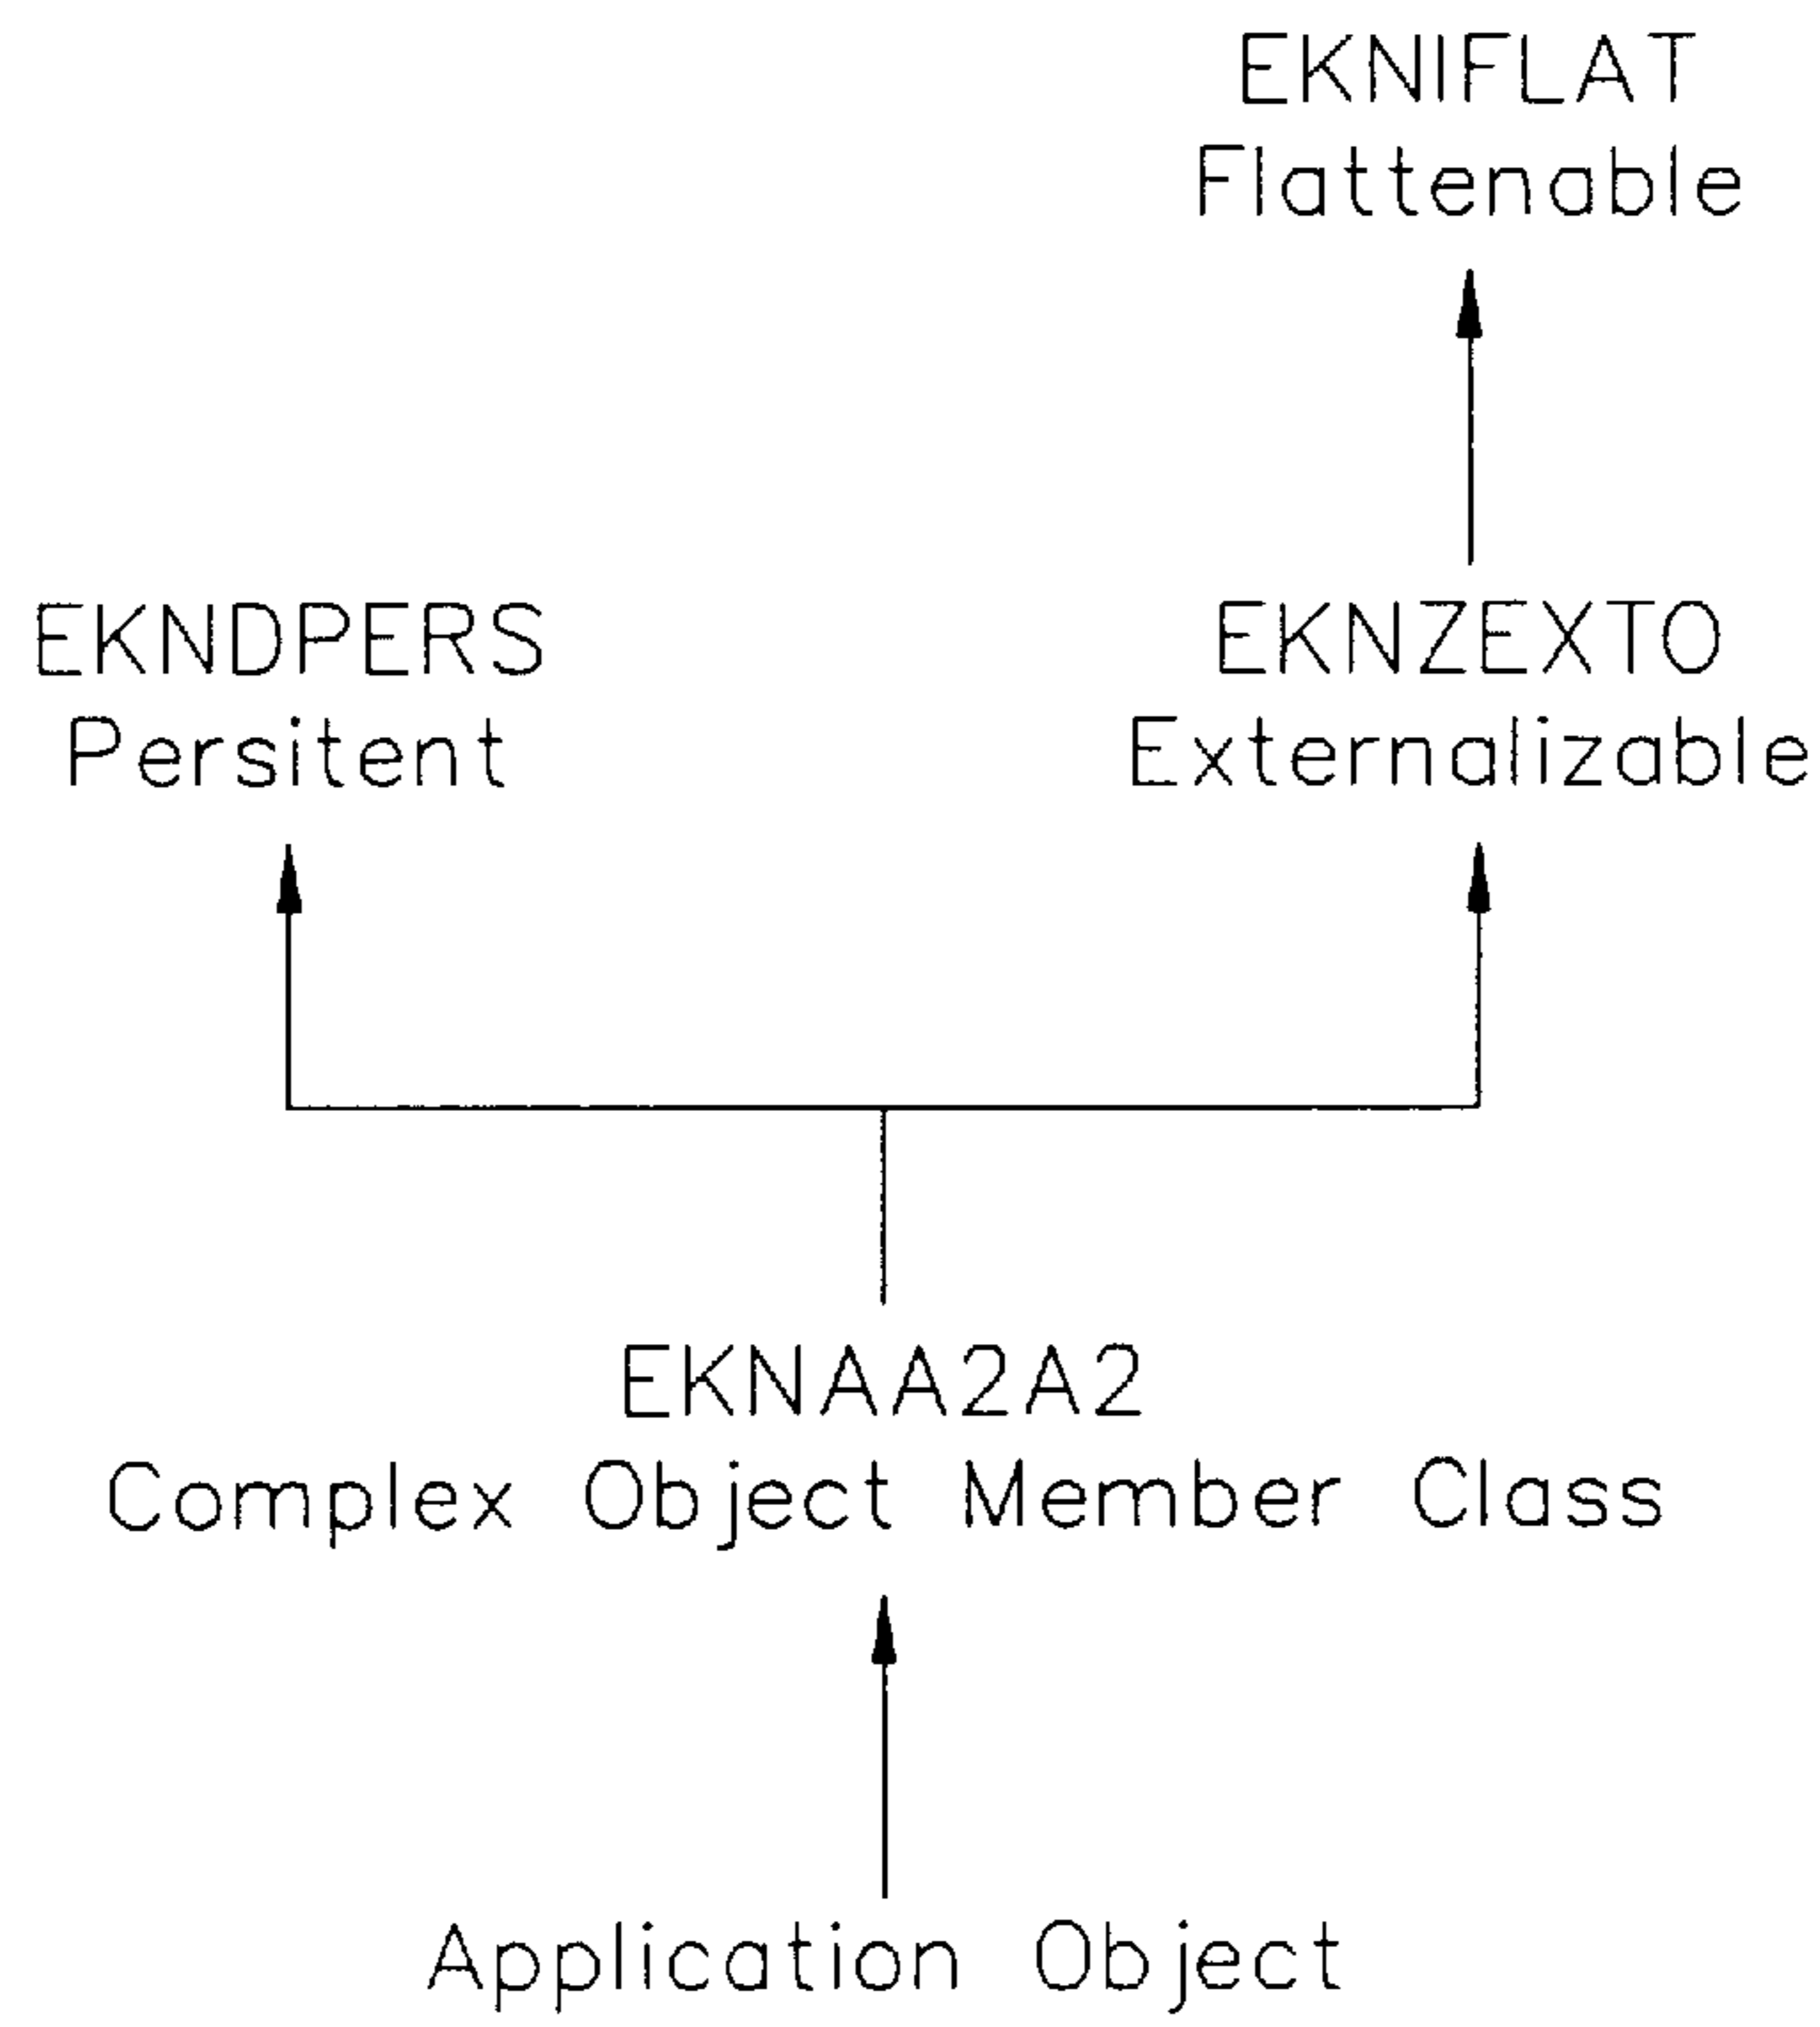 EKNIFLAT
Flattenable
EKNDPERS
Persitent
EKNZEXTO
Externalizable
EKNAA2A2
Complex Object Member Class
Application Object